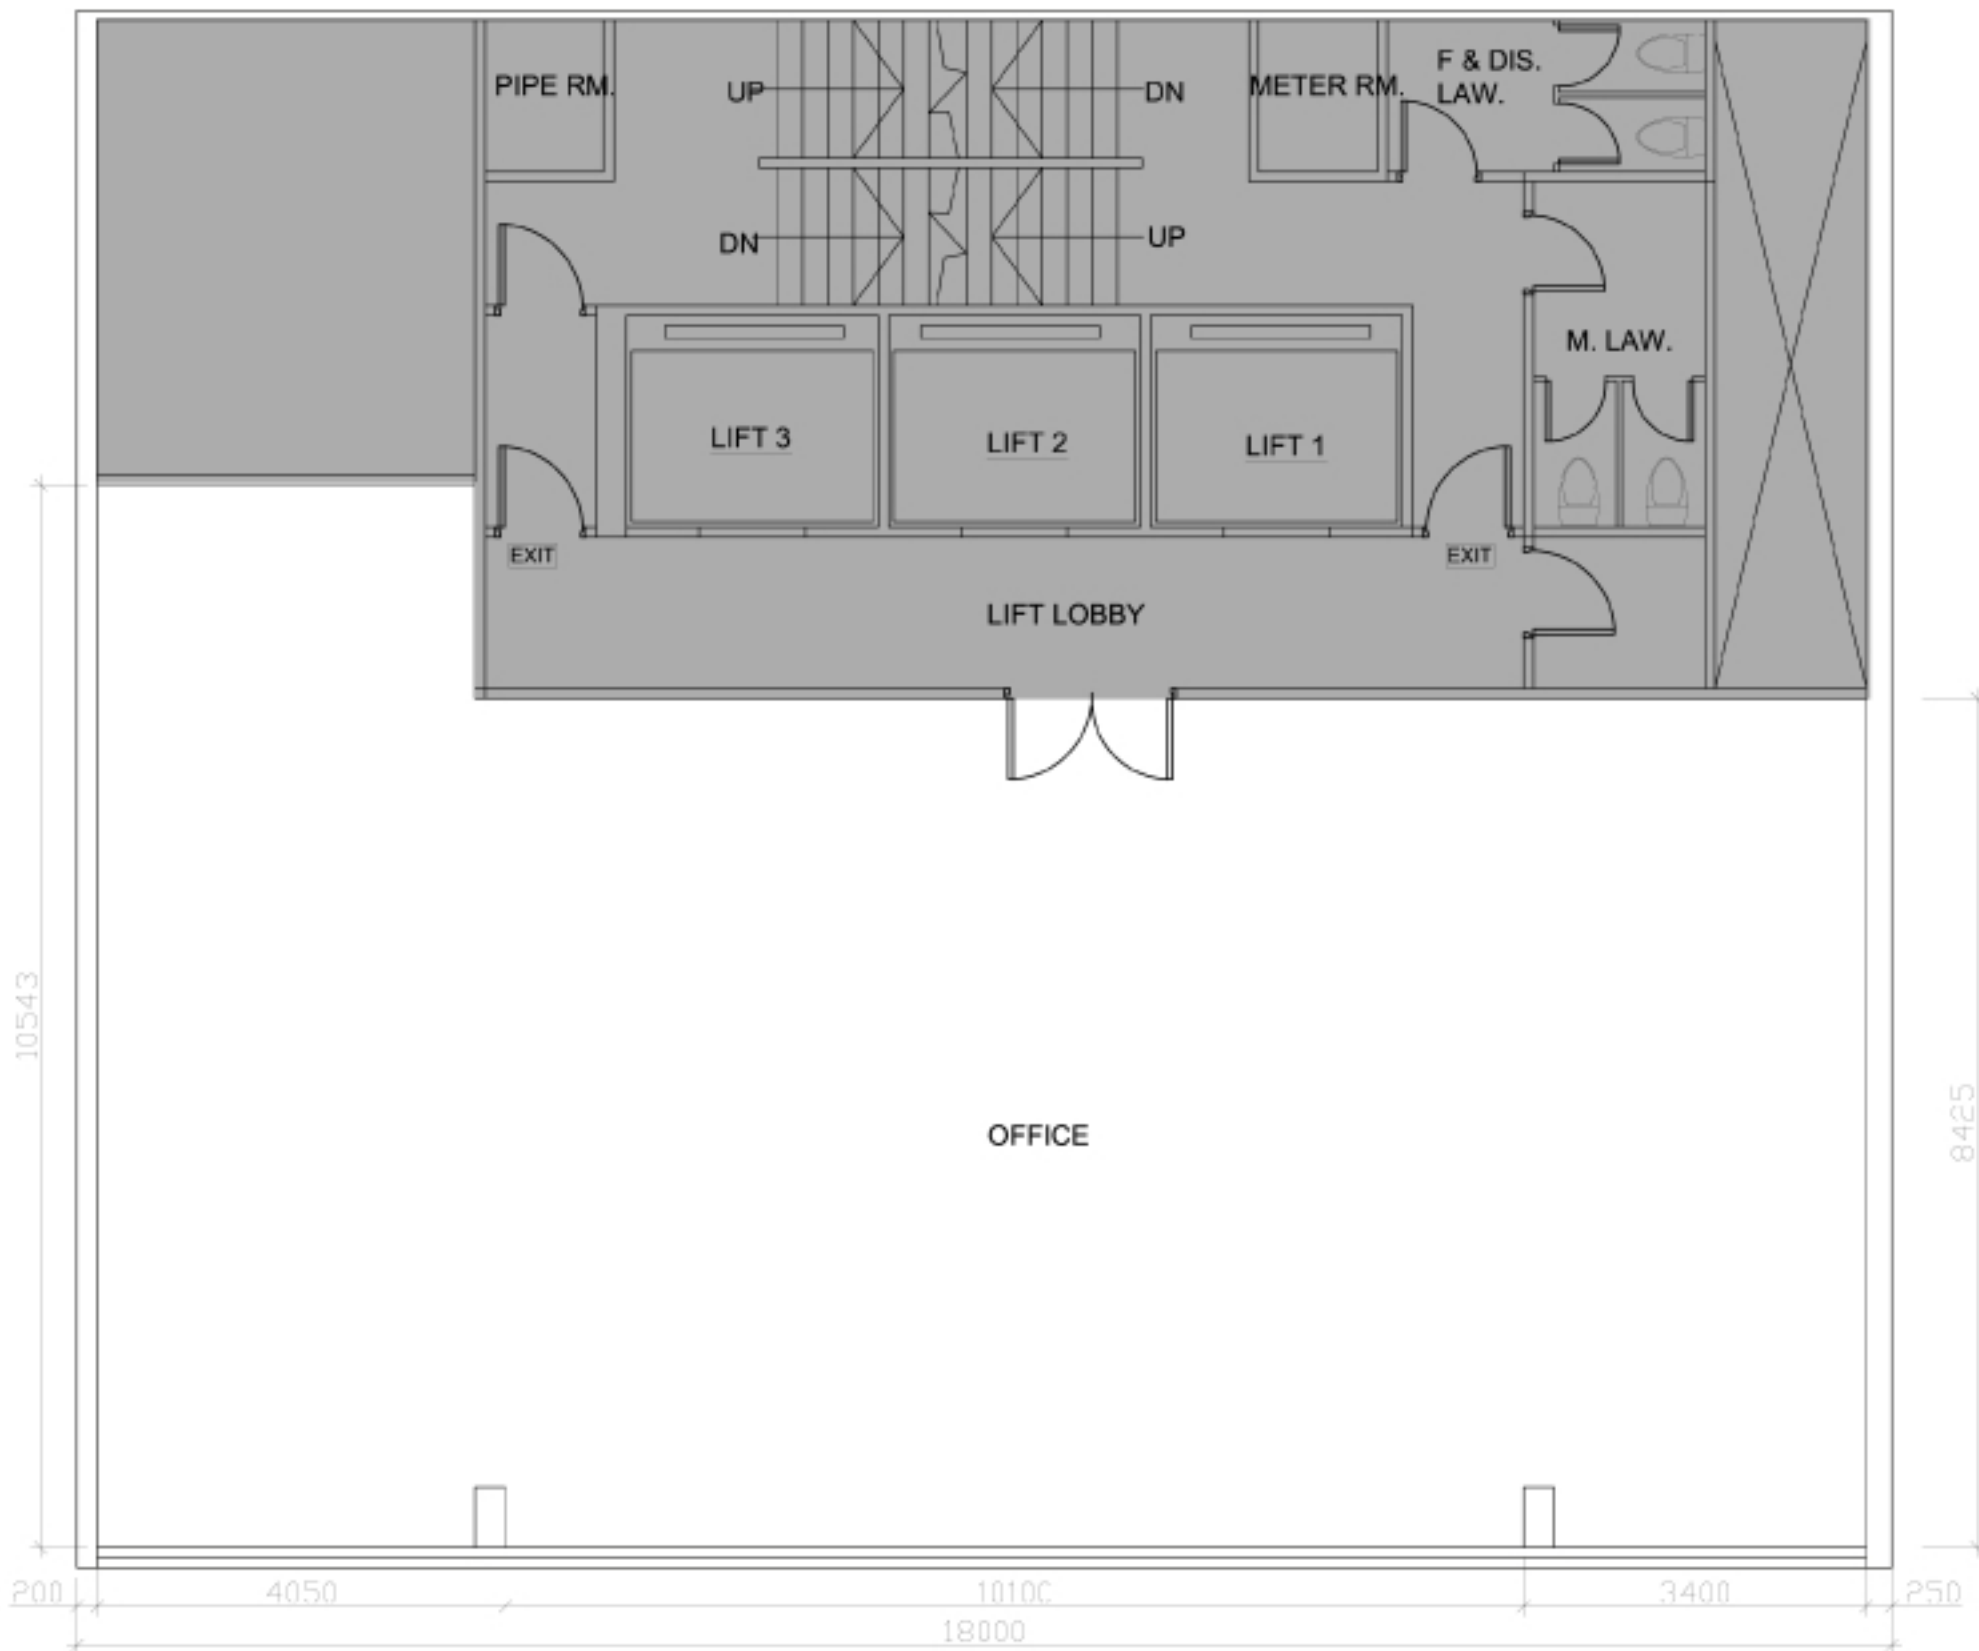 PIPE RM.
UP
DN
METER RM.
F & DIS.
LAW.
DN
UP
M. LAW.
LIFT 3
LIFT 2
LIFT 1
EXIT
EXIT
LIFT LOBBY
10543
8425
OFFICE
200
4050
10100
3400
250
18000